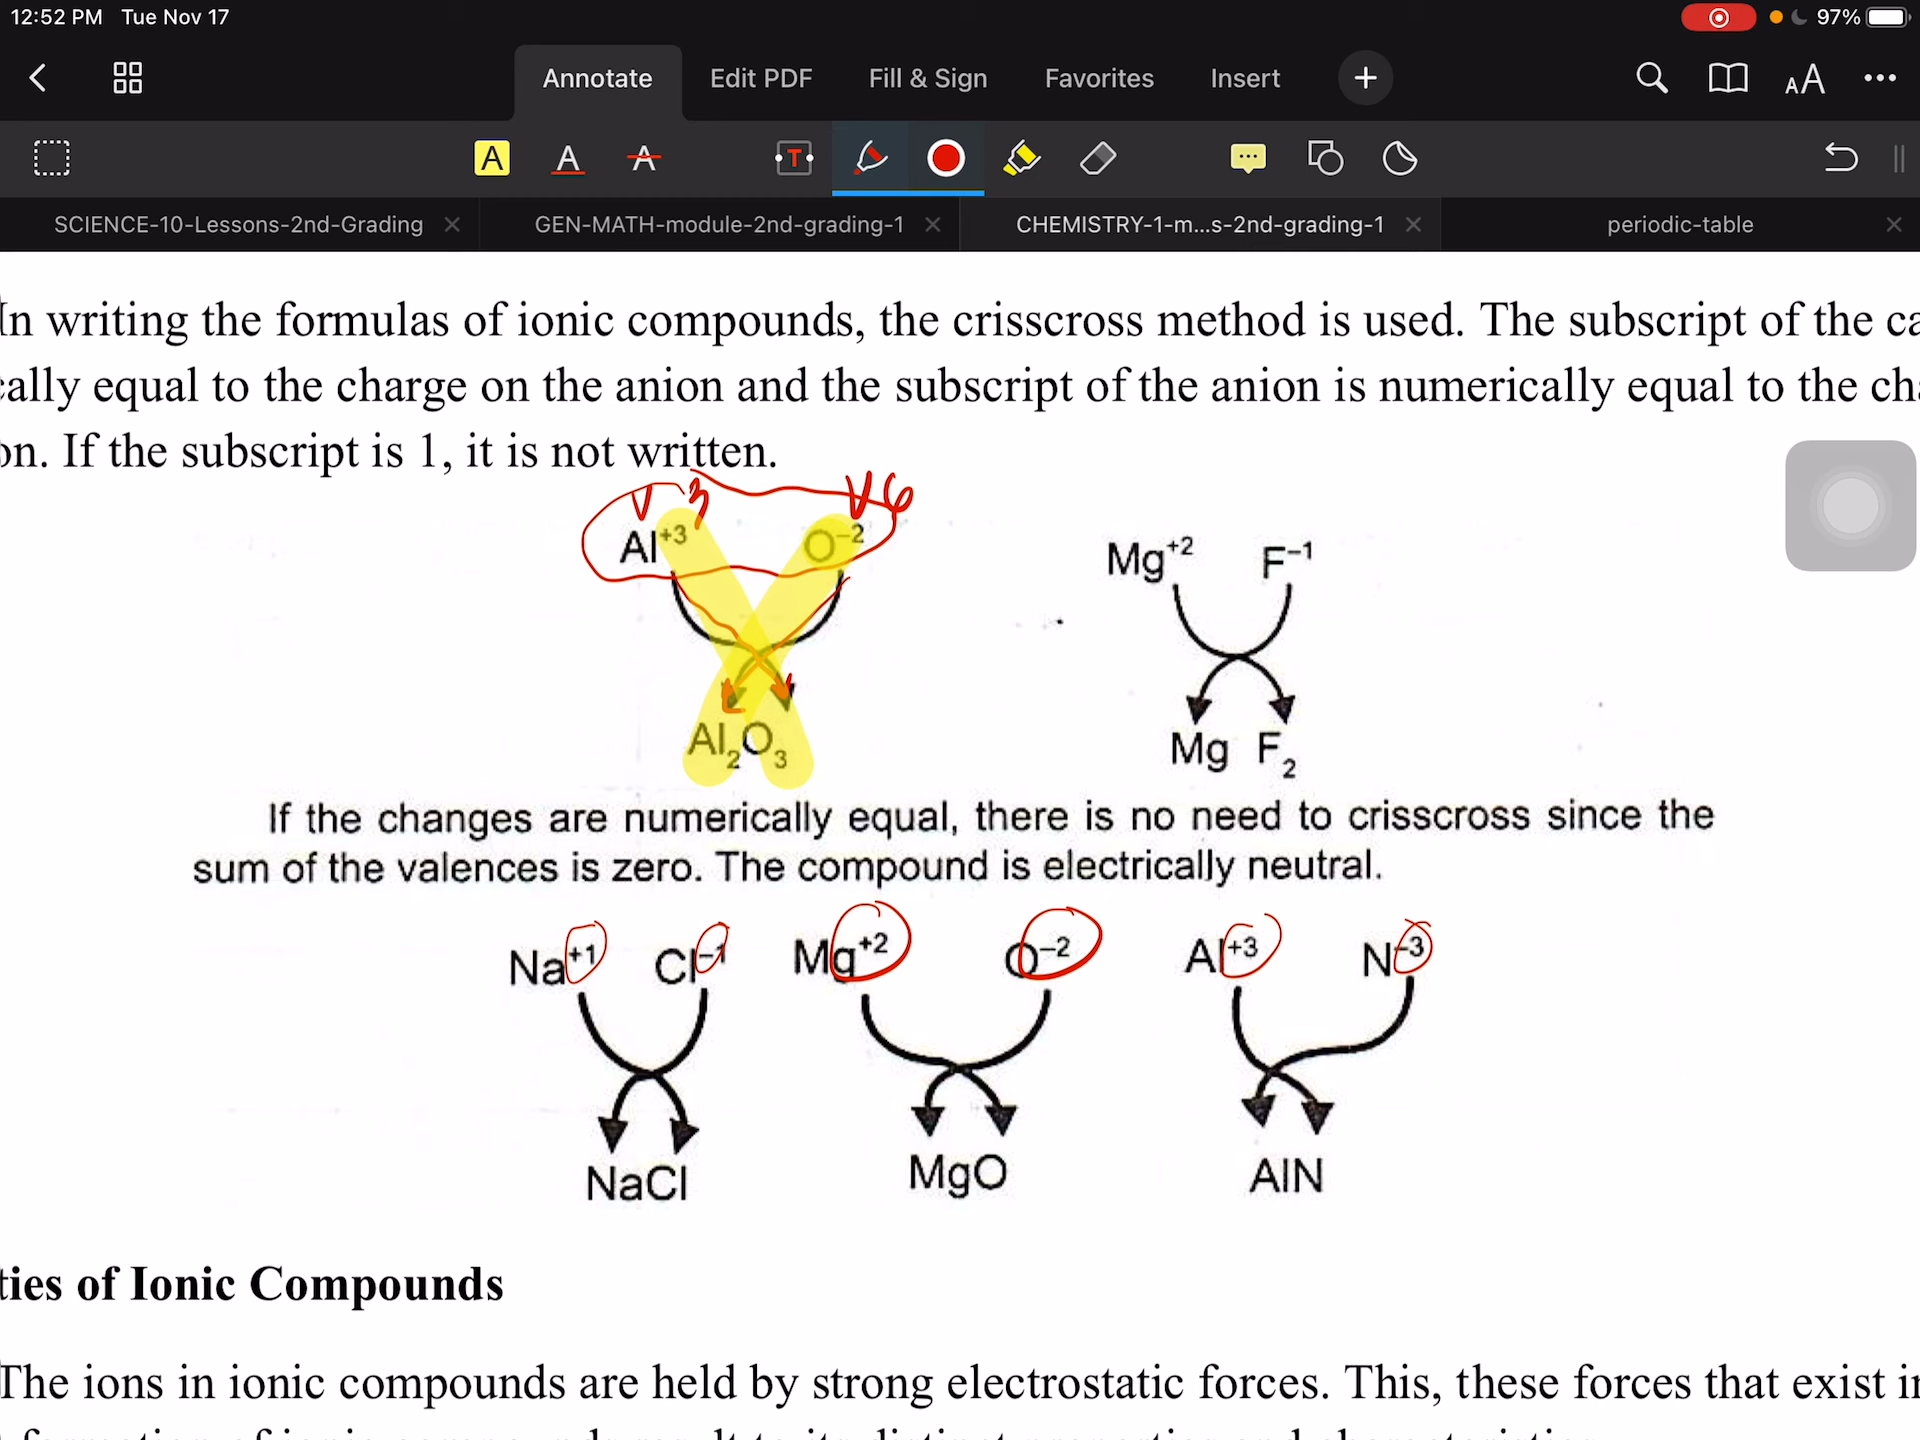 12:52 PM Tue Nov 17 97%
Annotate Edit PDF Fill & Sign Favorites Insert
A A A T AA
SCIENCE-10-Lessons-2nd-Grading GEN-MATH-module-2nd-grading-1 CHEMISTRY-1-m...s-2nd-grading-1 periodic-table
In writing the formulas of ionic compounds, the crisscross method is used. The subscript of the ca
cally equal to the charge on the anion and the subscript of the anion is numerically equal to the cha
on. If the subscript is 1, it is not written.
V 3 V6
Al⁺³ O⁻² Mg⁺² F⁻¹
Al₂O₃ Mg F₂
If the changes are numerically equal, there is no need to crisscross since the
sum of the valences is zero. The compound is electrically neutral.
Na⁺¹ Cl⁻¹ Mg⁺² O⁻² Al⁺³ N⁻³
NaCl MgO AlN
ties of Ionic Compounds
The ions in ionic compounds are held by strong electrostatic forces. This, these forces that exist in